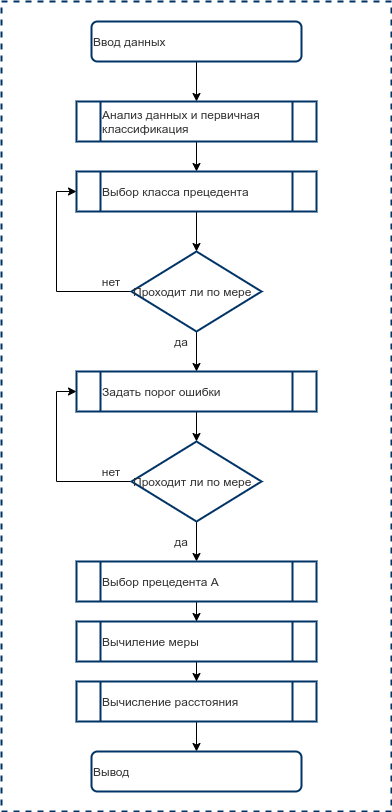 Ввод данных
Анализ данных и первичная
классификация
Выбор класса прецедента
нет
Проходит ли по мере
да
Задать порог ошибки
нет
Проходит ли по мере
да
Выбор прецедента А
Вычиление меры
Вычисление расстояния
Вывод